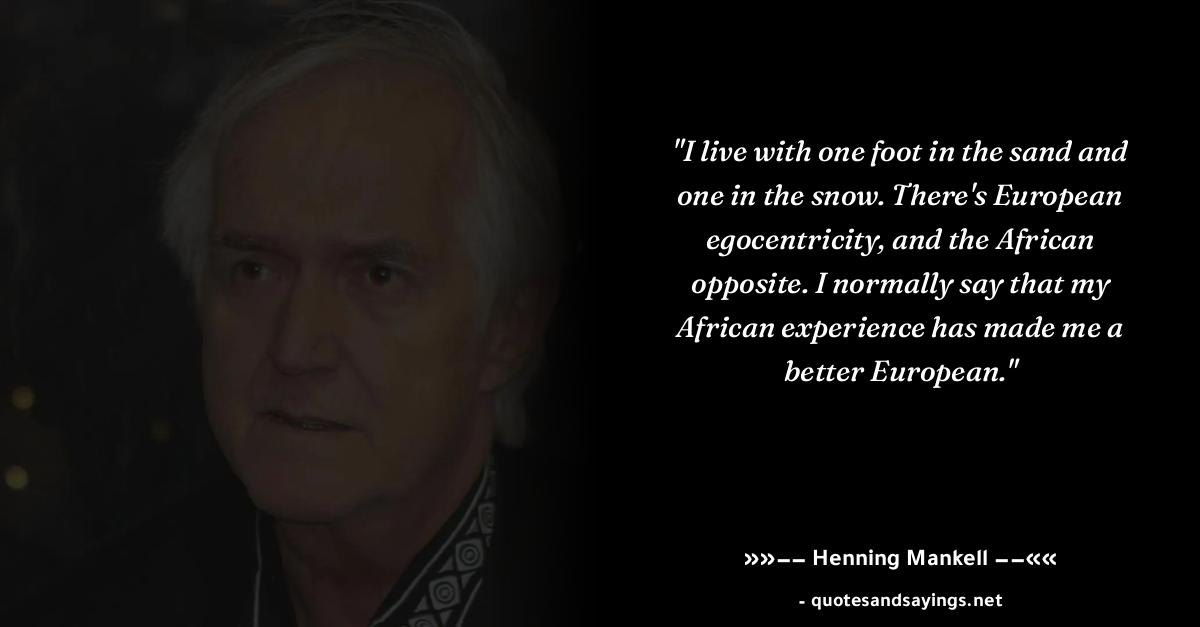 "I live with one foot in the sand and
one in the snow. There's European
egocentricity, and the African
opposite. I normally say that my
African experience has made me a
better European."
»»−− Henning Mankell −−««
- quotesandsayings.net